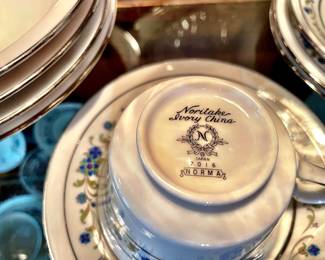 Noritake
Ivory China
N
JAPAN
7016
NORMA